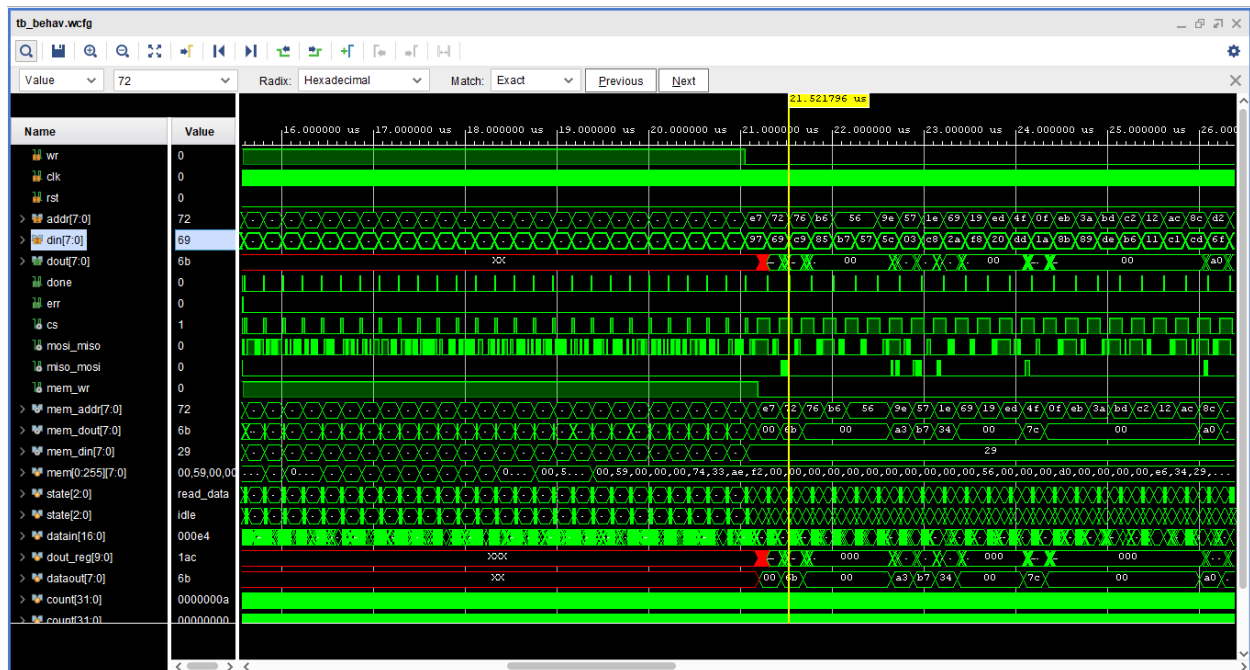 tb_behav.wcfg
Value 72 Radix: Hexadecimal Match: Exact Previous Next
21.521796 us
Name Value 16.000000 us 17.000000 us 18.000000 us 19.000000 us 20.000000 us 21.000000 us 22.000000 us 23.000000 us 24.000000 us 25.000000 us 26.000
wr 0
clk 0
rst 0
addr[7:0] 72 e7 72 76 b6 56 9e 57 1e 69 19 ed 4f 0f eb 3a bd c2 12 ac 8c d2
din[7:0] 69 97 69 c9 85 b7 57 5c 03 c8 2a f8 20 dd 1a 8b 89 de b6 11 c1 cd 6f
dout[7:0] 6b XX 00 00 00 a0
done 0
err 0
cs 1
mosi_miso 0
miso_mosi 0
mem_wr 0
mem_addr[7:0] 72 e7 72 76 b6 56 9e 57 1e 69 19 ed 4f 0f eb 3a bd c2 12 ac 8c
mem_dout[7:0] 6b 00 6b 00 a3 b7 34 00 7c 00 a0
mem_din[7:0] 29 29
mem[0:255][7:0] 00,59,00,00 ... 0... 0... 00,5... 00,59,00,00,00,74,33,ae,f2,00,00,00,00,00,00,00,00,00,00,00,56,00,00,00,d0,00,00,00,00,00,e6,34,29,...
state[2:0] read_data
state[2:0] idle
datain[16:0] 000e4
dout_reg[9:0] 1ac XXX 000 000 000
dataout[7:0] 6b XX 00 6b 00 a3 b7 34 00 7c 00 a0
count[31:0] 0000000a
count[31:0] 00000000